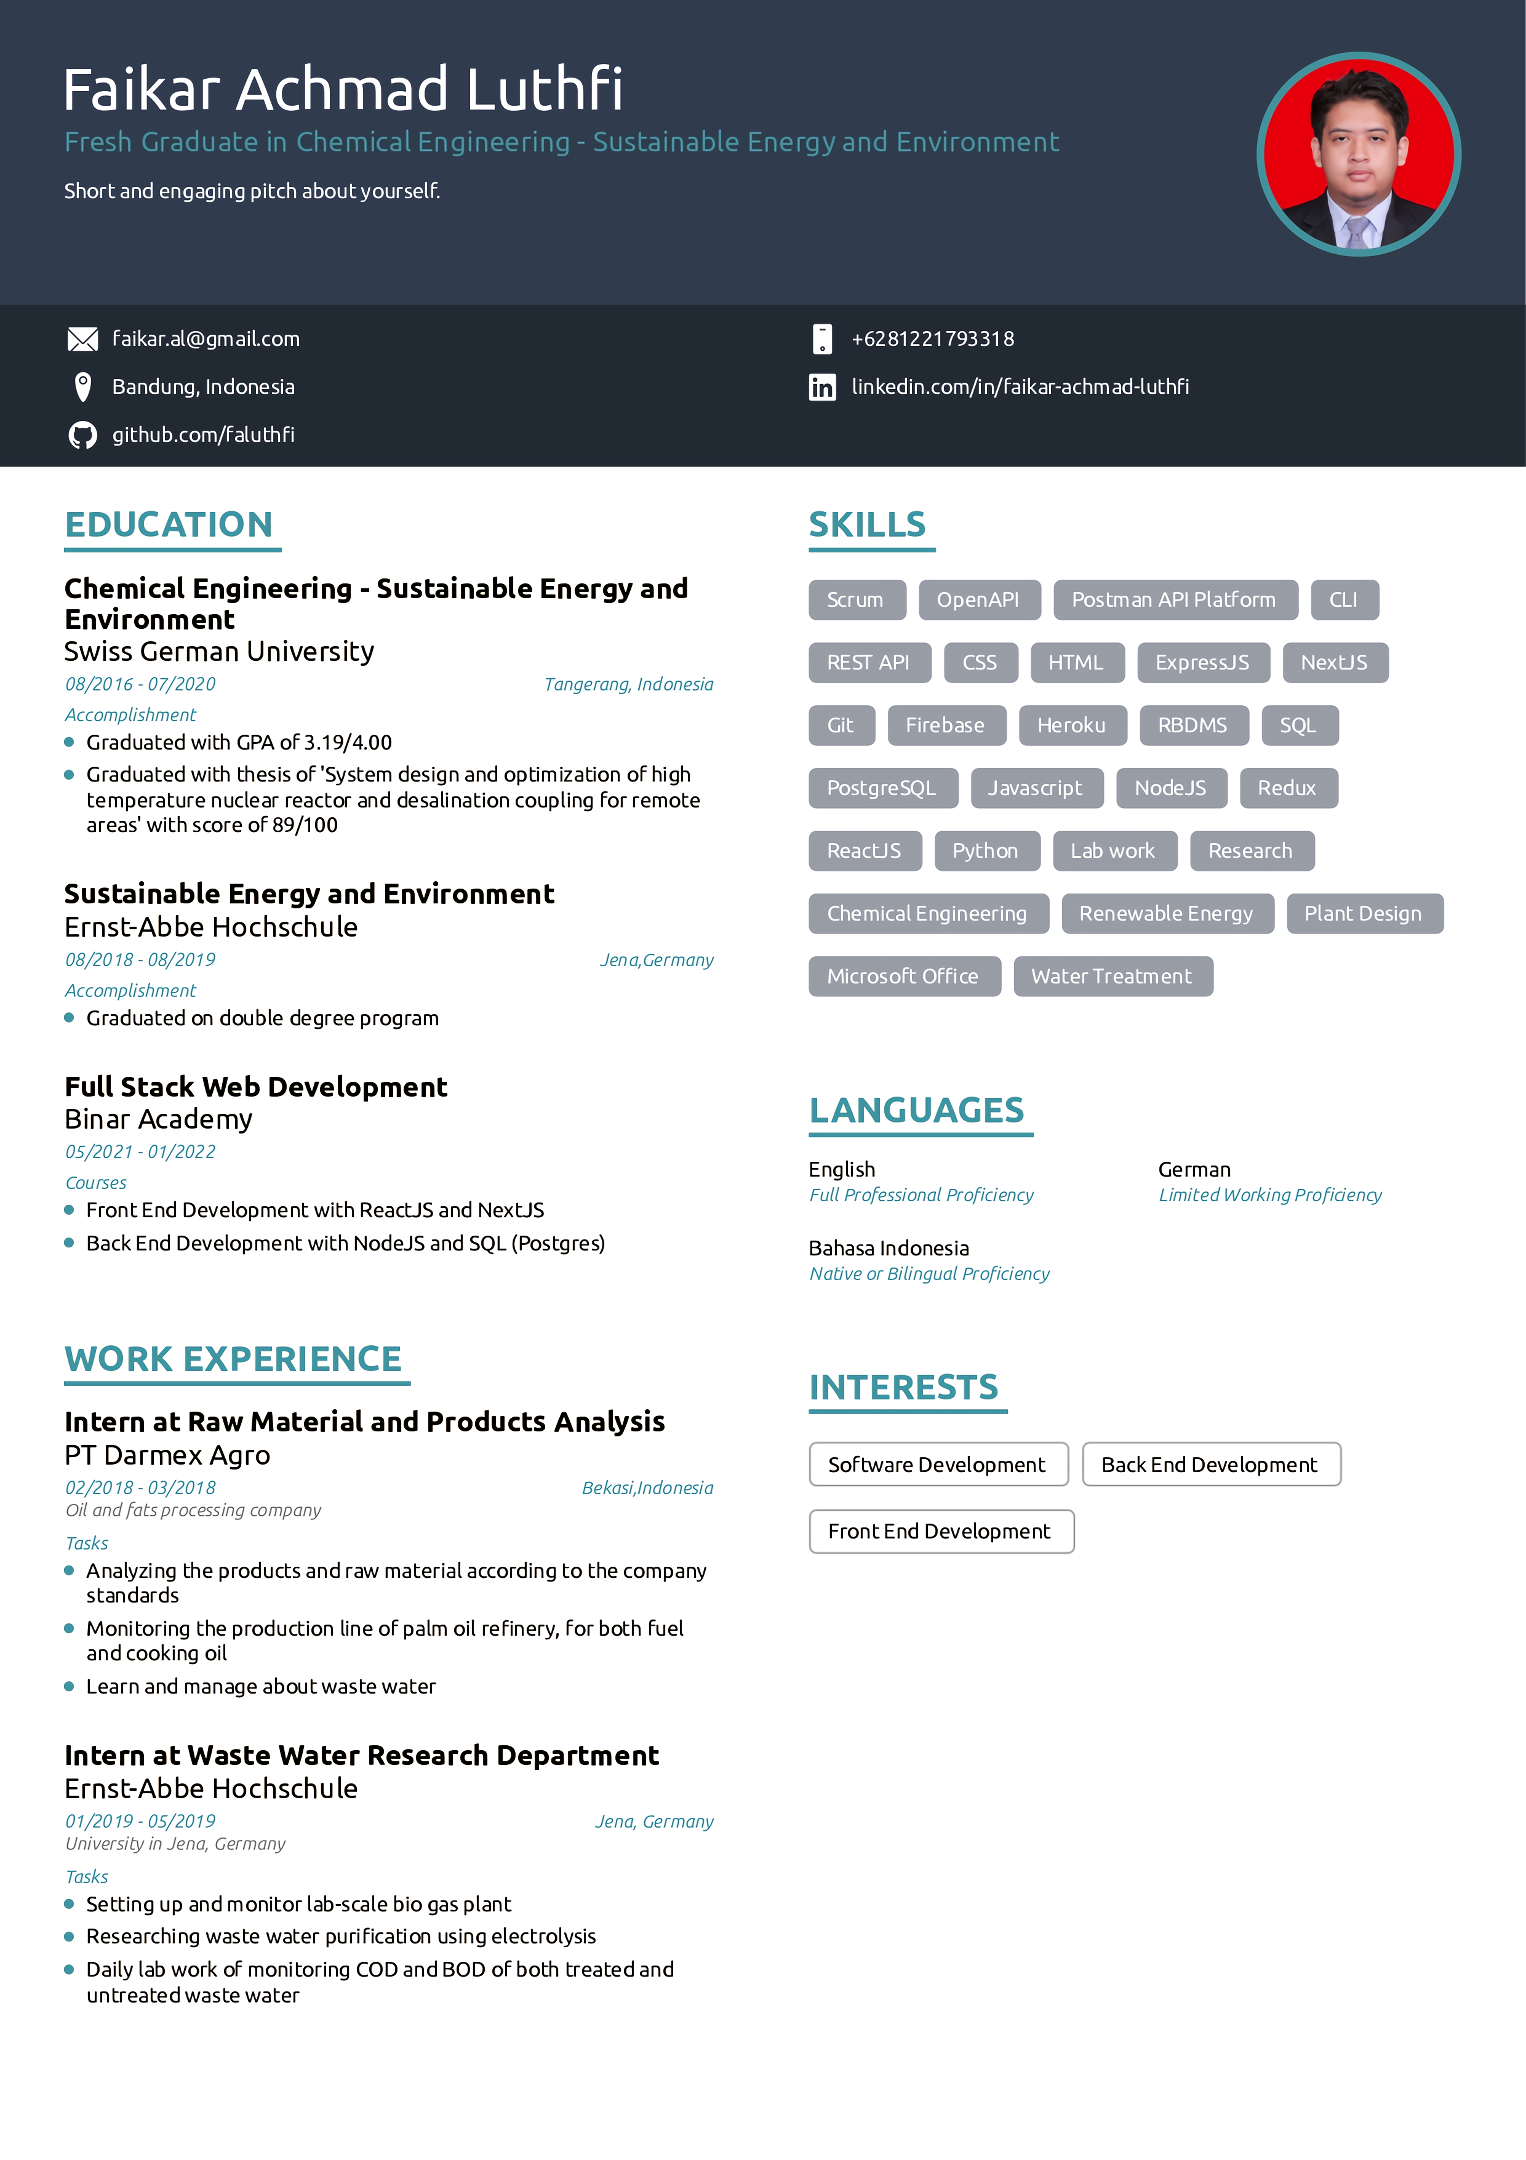 Faikar Achmad Luthfi
Fresh Graduate in Chemical Engineering - Sustainable Energy and Environment
Short and engaging pitch about yourself.
faikar.al@gmail.com
+6281221793318
Bandung, Indonesia
linkedin.com/in/faikar-achmad-luthfi
github.com/faluthfi
EDUCATION
Chemical Engineering - Sustainable Energy and
Environment
Swiss German University
08/2016 - 07/2020 Tangerang, Indonesia
Accomplishment
Graduated with GPA of 3.19/4.00
Graduated with thesis of 'System design and optimization of high
temperature nuclear reactor and desalination coupling for remote
areas' with score of 89/100
Sustainable Energy and Environment
Ernst-Abbe Hochschule
08/2018 - 08/2019 Jena,Germany
Accomplishment
Graduated on double degree program
Full Stack Web Development
Binar Academy
05/2021 - 01/2022
Courses
Front End Development with ReactJS and NextJS
Back End Development with NodeJS and SQL (Postgres)
WORK EXPERIENCE
Intern at Raw Material and Products Analysis
PT Darmex Agro
02/2018 - 03/2018 Bekasi,Indonesia
Oil and fats processing company
Tasks
Analyzing the products and raw material according to the company
standards
Monitoring the production line of palm oil refinery, for both fuel
and cooking oil
Learn and manage about waste water
Intern at Waste Water Research Department
Ernst-Abbe Hochschule
01/2019 - 05/2019 Jena, Germany
University in Jena, Germany
Tasks
Setting up and monitor lab-scale bio gas plant
Researching waste water purification using electrolysis
Daily lab work of monitoring COD and BOD of both treated and
untreated waste water
SKILLS
Scrum OpenAPI Postman API Platform CLI
REST API CSS HTML ExpressJS NextJS
Git Firebase Heroku RBDMS SQL
PostgreSQL Javascript NodeJS Redux
ReactJS Python Lab work Research
Chemical Engineering Renewable Energy Plant Design
Microsoft Office Water Treatment
LANGUAGES
English German
Full Professional Proficiency Limited Working Proficiency
Bahasa Indonesia
Native or Bilingual Proficiency
INTERESTS
Software Development Back End Development
Front End Development